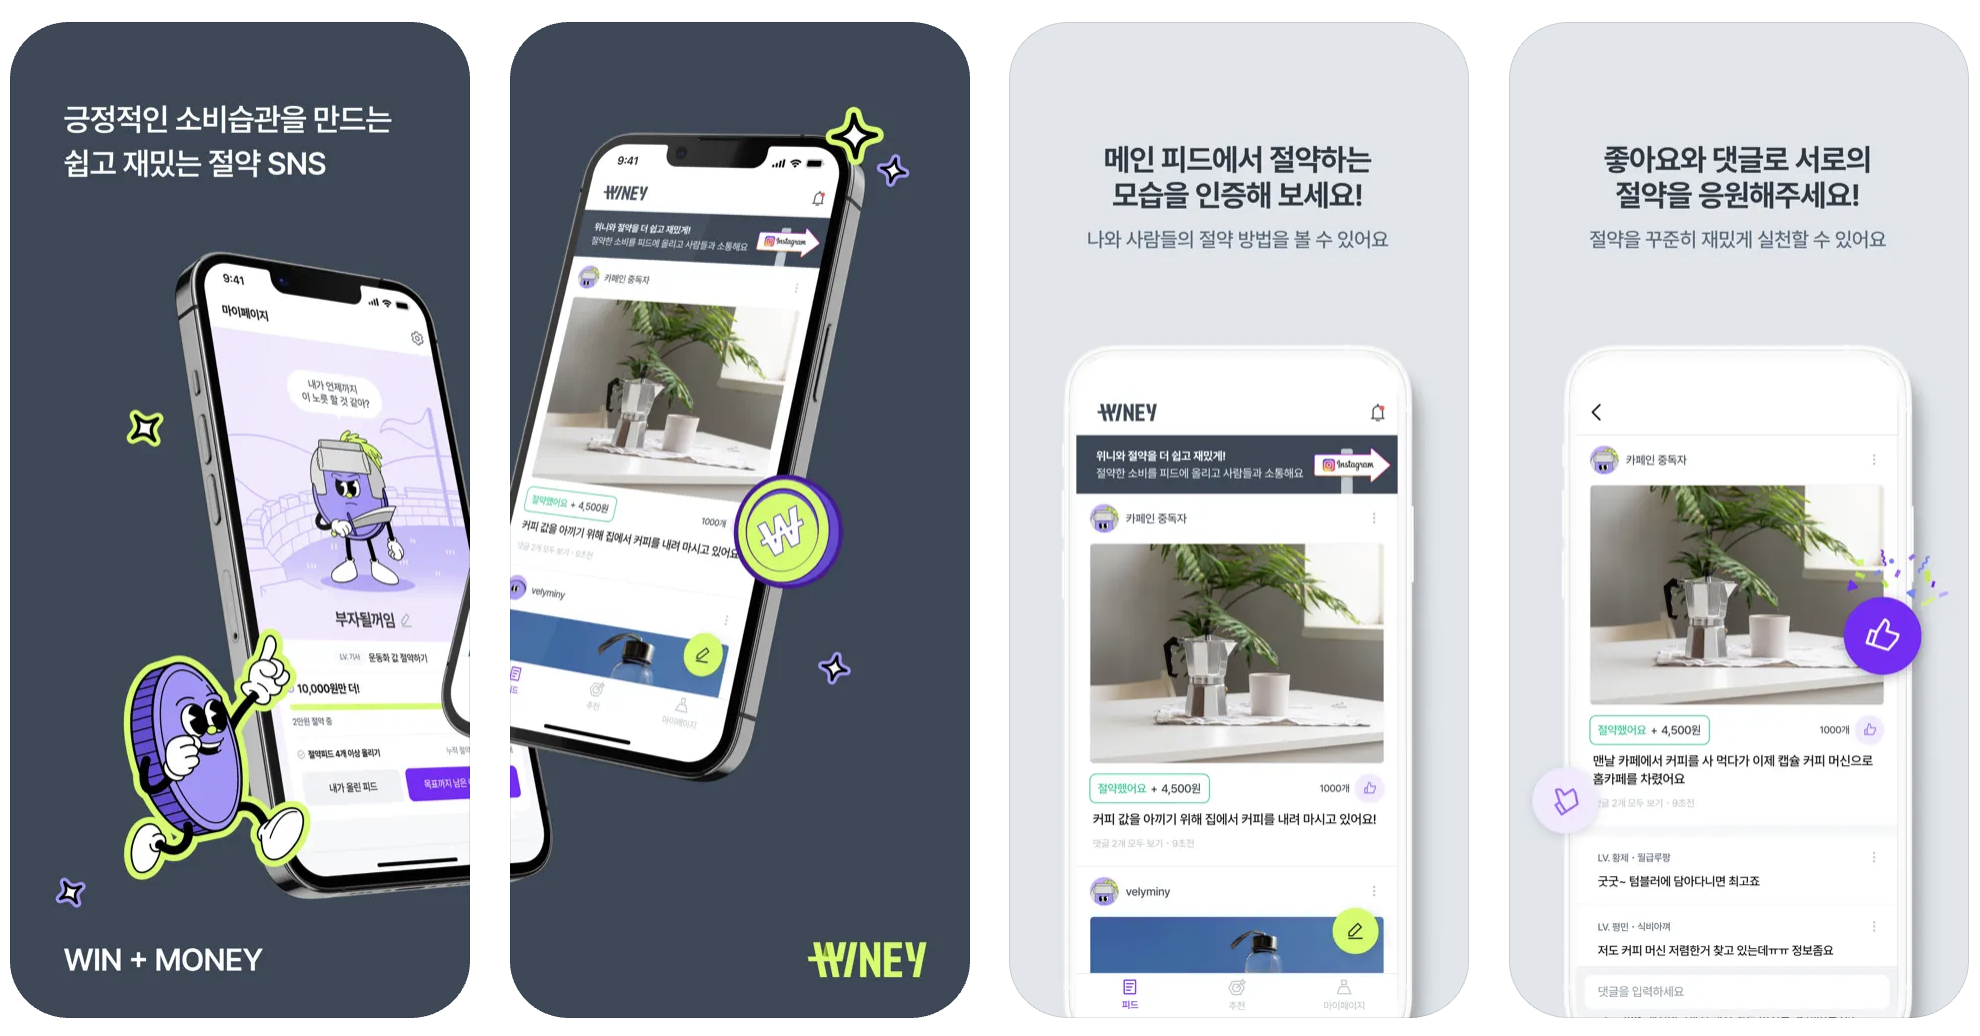 긍정적인 소비습관을 만드는
쉽고 재밌는 절약 SNS
9:41
마이페이지
내가 언제까지
이 노릇 할 것 같아?
부자될꺼임
LV.기사 운동화 값 절약하기
10,000원만 더!
2만원 절약 중
절약피드 4개 이상 올리기
누적 절약
내가 올린 피드
목표까지 남은
WIN + MONEY
9:41
WINEY
위니와 절약을 더 쉽고 재밌게!
절약한 소비를 피드에 올리고 사람들과 소통해요
Instagram
카페인 중독자
절약했어요 + 4,500원
1000개
커피 값을 아끼기 위해 집에서 커피를 내려 마시고 있어요
댓글 2개 모두 보기 · 9초전
velyminy
피드
추천
마이페이지
WINEY
메인 피드에서 절약하는
모습을 인증해 보세요!
나와 사람들의 절약 방법을 볼 수 있어요
WINEY
위니와 절약을 더 쉽고 재밌게!
절약한 소비를 피드에 올리고 사람들과 소통해요
Instagram
카페인 중독자
절약했어요 + 4,500원
1000개
커피 값을 아끼기 위해 집에서 커피를 내려 마시고 있어요!
댓글 2개 모두 보기 · 9초전
velyminy
피드
추천
마이페이지
좋아요와 댓글로 서로의
절약을 응원해주세요!
절약을 꾸준히 재밌게 실천할 수 있어요
카페인 중독자
절약했어요 + 4,500원
1000개
맨날 카페에서 커피를 사 먹다가 이제 캡슐 커피 머신으로
홈카페를 차렸어요
댓글 2개 모두 보기 · 9초전
LV. 황제 · 월급루팡
굿굿~ 텀블러에 담아다니면 최고죠
LV. 평민 · 식비아껴
저도 커피 머신 저렴한거 찾고 있는데ㅠㅠ 정보좀요
댓글을 입력하세요